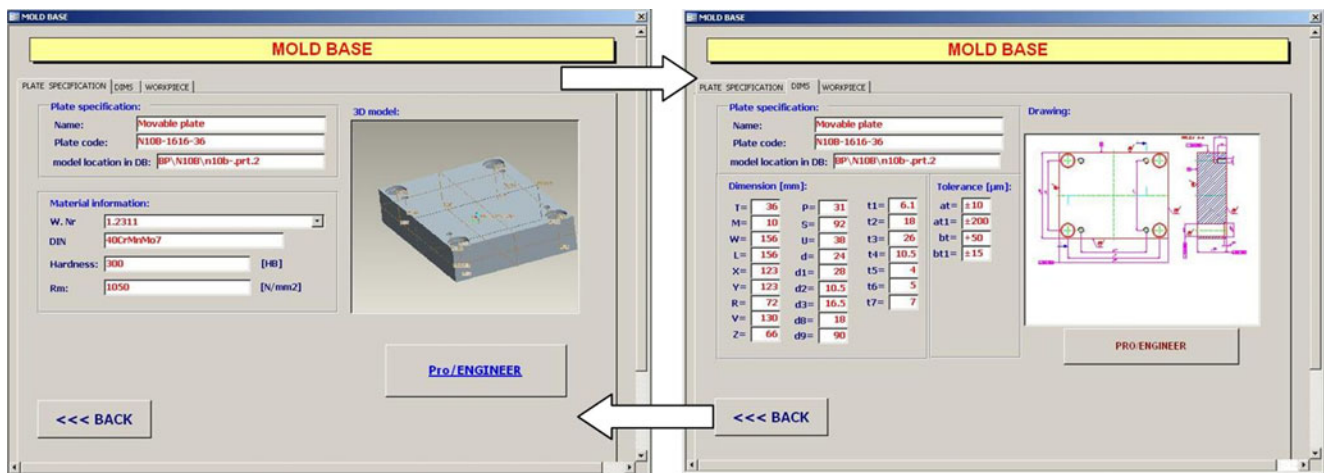 MOLD BASE
MOLD BASE
PLATE SPECIFICATION DIMS WORKPIECE
Plate specification:
Name: Movable plate
Plate code: N10B-1616-36
model location in DB: BP\N10B\n10b-.prt.2
Material information:
W. Nr 1.2311
DIN 40CrMnMo7
Hardness: 300 [HB]
Rm: 1050 [N/mm2]
3D model:
Pro/ENGINEER
<<< BACK
MOLD BASE
MOLD BASE
PLATE SPECIFICATION DIMS WORKPIECE
Plate specification:
Name: Movable plate
Plate code: N10B-1616-36
model location in DB: BP\N10B\n10b-.prt.2
Drawing:
Dimension [mm]: Tolerance [µm]:
T= 36 P= 31 t1= 6.1 at= ±10
M= 10 S= 92 t2= 18 at1= ±200
W= 156 U= 38 t3= 26 bt= +50
L= 156 d= 24 t4= 10.5 bt1= ±15
X= 123 d1= 28 t5= 4
Y= 123 d2= 10.5 t6= 5
R= 72 d3= 16.5 t7= 7
V= 130 d8= 18
Z= 66 d9= 90
PRO/ENGINEER
<<< BACK